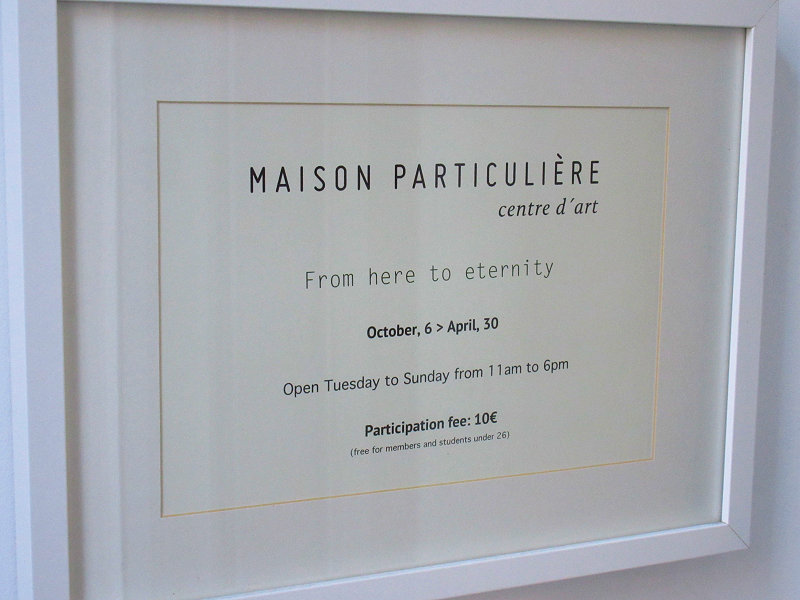 MAISON PARTICULIÈRE
centre d´art
From here to eternity
October, 6 > April, 30
Open Tuesday to Sunday from 11am to 6pm
Participation fee: 10€
(free for members and students under 26)